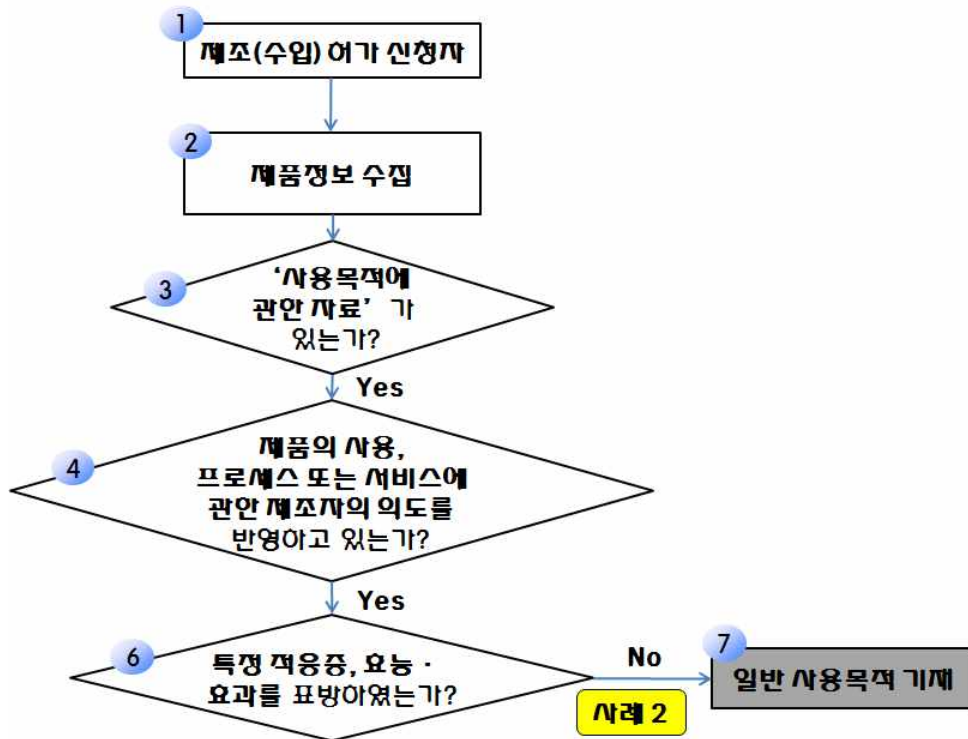 1
제조(수입) 허가 신청자
2
제품정보 수집
3
‘사용목적에
관한 자료’ 가
있는가?
Yes
4
제품의 사용,
프로세스 또는 서비스에
관한 제조자의 의도를
반영하고 있는가?
Yes
6
특정 적응증, 효능 ·
효과를 표방하였는가?
No
사례 2
7
일반 사용목적 기재